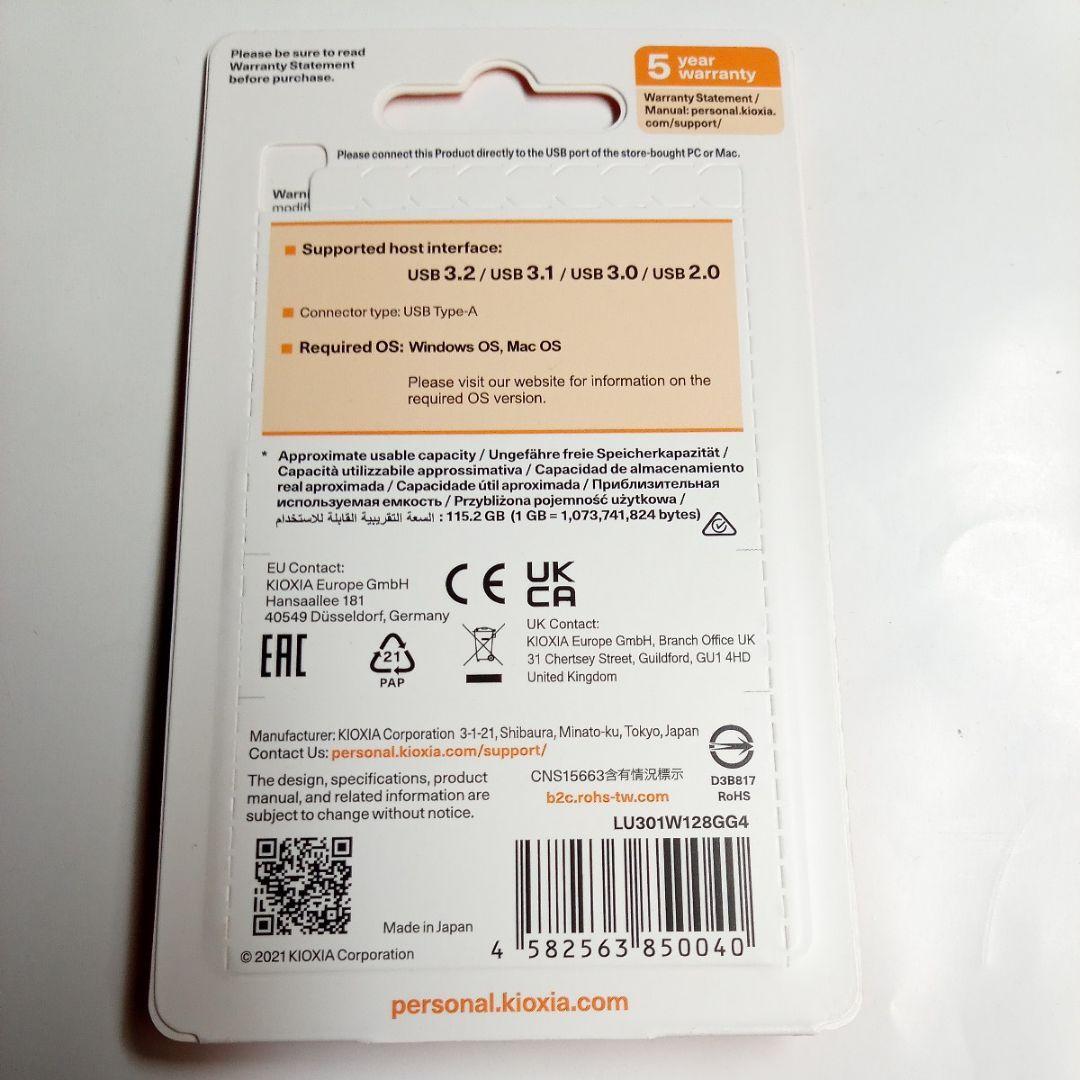 Please be sure to read
Warranty Statement
before purchase.
5 year
warranty
Warranty Statement /
Manual: personal.kioxia.
com/support/
Please connect this Product directly to the USB port of the store-bought PC or Mac.
Supported host interface:
USB 3.2 / USB 3.1 / USB 3.0 / USB 2.0
Connector type: USB Type-A
Required OS: Windows OS, Mac OS
Please visit our website for information on the
required OS version.
* Approximate usable capacity / Ungefähre freie Speicherkapazität /
Capacità utilizzabile approssimativa / Capacidad de almacenamiento
real aproximada / Capacidade útil aproximada / Приблизительная
используемая емкость / Przybliżona pojemność użytkowa /
السعة التقريبية القابلة للاستخدام : 115.2 GB (1 GB = 1,073,741,824 bytes)
EU Contact:
KIOXIA Europe GmbH
Hansaallee 181
40549 Düsseldorf, Germany
CE
UK
CA
UK Contact:
KIOXIA Europe GmbH, Branch Office UK
31 Chertsey Street, Guildford, GU1 4HD
United Kingdom
EAC
21
PAP
Manufacturer: KIOXIA Corporation 3-1-21, Shibaura, Minato-ku, Tokyo, Japan
Contact Us: personal.kioxia.com/support/
The design, specifications, product
manual, and related information are
subject to change without notice.
CNS15663含有情況標示
b2c.rohs-tw.com
D3B817
RoHS
LU301W128GG4
Made in Japan
4 582563 850040
© 2021 KIOXIA Corporation
personal.kioxia.com